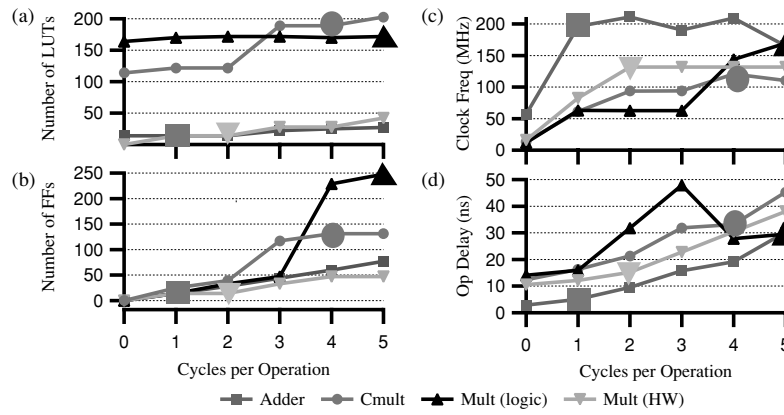 (a)
Number of LUTs
200
150
100
50
(b)
Number of FFs
250
200
150
100
50
0
0 1 2 3 4 5
Cycles per Operation
(c)
Clock Freq (MHz)
200
150
100
50
0
(d)
Op Delay (ns)
50
40
30
20
10
0
0 1 2 3 4 5
Cycles per Operation
Adder Cmult Mult (logic) Mult (HW)